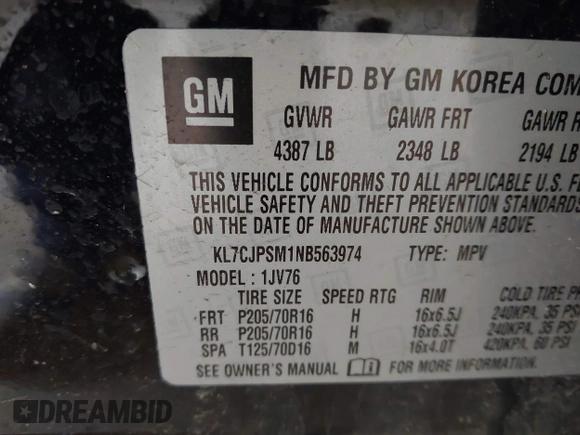 GM
MFD BY GM KOREA COM
GVWR GAWR FRT GAWR R
4387 LB 2348 LB 2194 LB
THIS VEHICLE CONFORMS TO ALL APPLICABLE U.S. F
VEHICLE SAFETY AND THEFT PREVENTION STANDARDS
ON THE DATE OF MANUFACTURE SHOWN ABOVE.
KL7CJPSM1NB563974 TYPE: MPV
MODEL : 1JV76
TIRE SIZE SPEED RTG RIM COLD TIRE PR
FRT P205/70R16 H 16x6.5J 240KPA, 35 PSI
RR P205/70R16 H 16x6.5J 240KPA, 35 PSI
SPA T125/70D16 M 16x4.0T 420KPA, 60 PSI
SEE OWNER'S MANUAL FOR MORE INFORMATION.
DREAMBID